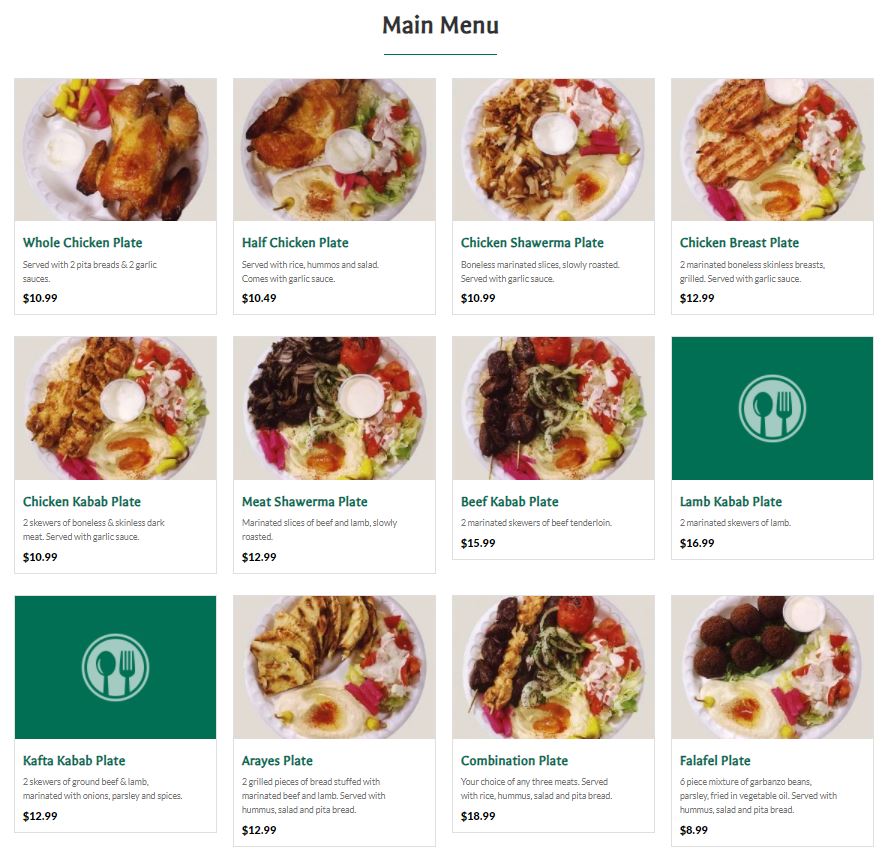 Main Menu
Whole Chicken Plate
Served with 2 pita breads & 2 garlic
sauces.
$10.99
Half Chicken Plate
Served with rice, hummos and salad.
Comes with garlic sauce.
$10.49
Chicken Shawerma Plate
Boneless marinated slices, slowly roasted.
Served with garlic sauce.
$10.99
Chicken Breast Plate
2 marinated boneless skinless breasts,
grilled. Served with garlic sauce.
$12.99
Chicken Kabab Plate
2 skewers of boneless & skinless dark
meat. Served with garlic sauce.
$10.99
Meat Shawerma Plate
Marinated slices of beef and lamb, slowly
roasted.
$12.99
Beef Kabab Plate
2 marinated skewers of beef tenderloin.
$15.99
Lamb Kabab Plate
2 marinated skewers of lamb.
$16.99
Kafta Kabab Plate
2 skewers of ground beef & lamb,
marinated with onions, parsley and spices.
$12.99
Arayes Plate
2 grilled pieces of bread stuffed with
marinated beef and lamb. Served with
hummus, salad and pita bread.
$12.99
Combination Plate
Your choice of any three meats. Served
with rice, hummus, salad and pita bread.
$18.99
Falafel Plate
6 piece mixture of garbanzo beans,
parsley, fried in vegetable oil. Served with
hummus, salad and pita bread.
$8.99